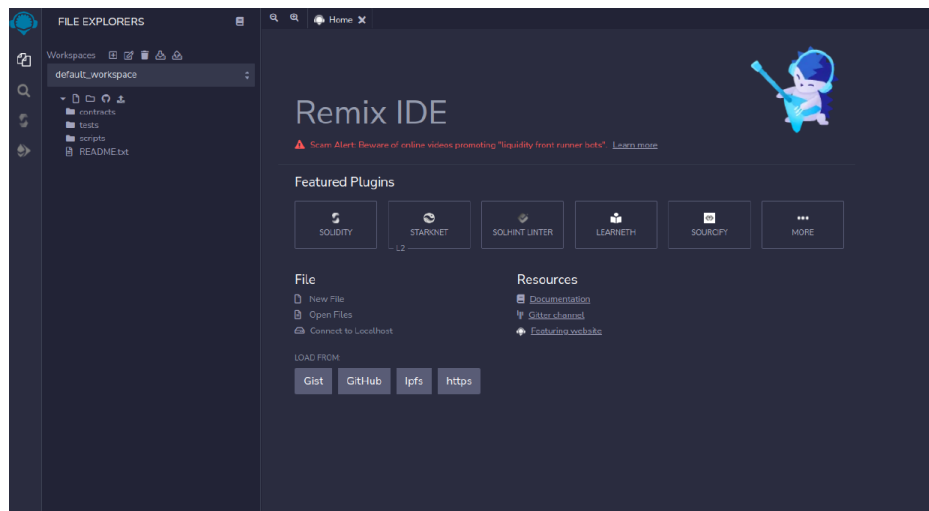 FILE EXPLORERS
Home
Workspaces
default_workspace
contracts
tests
scripts
README.txt
Remix IDE
Scam Alert: Beware of online videos promoting "liquidity front runner bots". Learn more
Featured Plugins
SOLIDITY
STARKNET
L2
SOLHINT LINTER
LEARNETH
SOURCIFY
MORE
File
New File
Open Files
Connect to Localhost
LOAD FROM:
Gist
GitHub
Ipfs
https
Resources
Documentation
Gitter channel
Featuring website